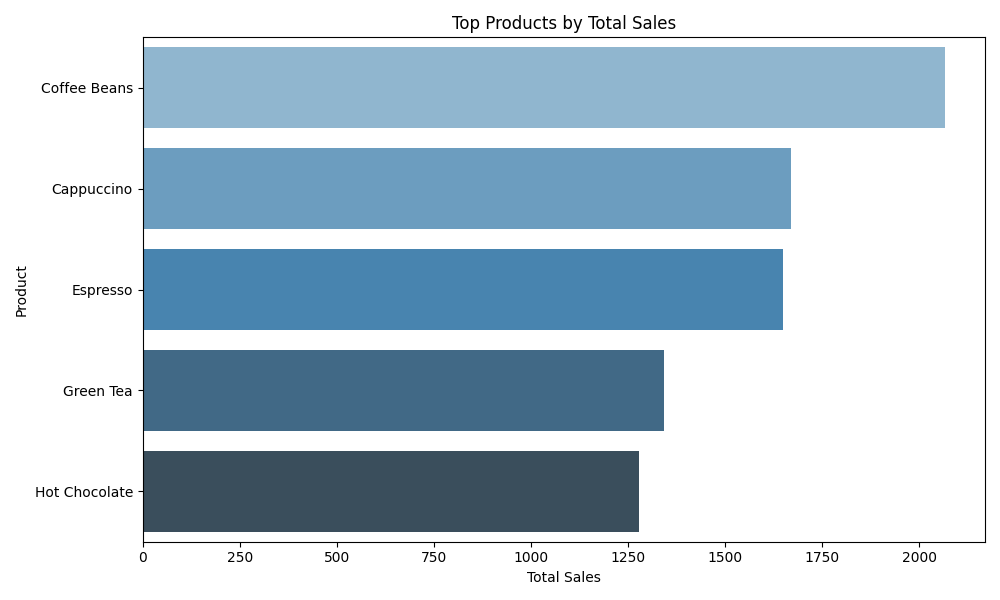 Top Products by Total Sales
Product
Coffee Beans
Cappuccino
Espresso
Green Tea
Hot Chocolate
0 250 500 750 1000 1250 1500 1750 2000
Total Sales